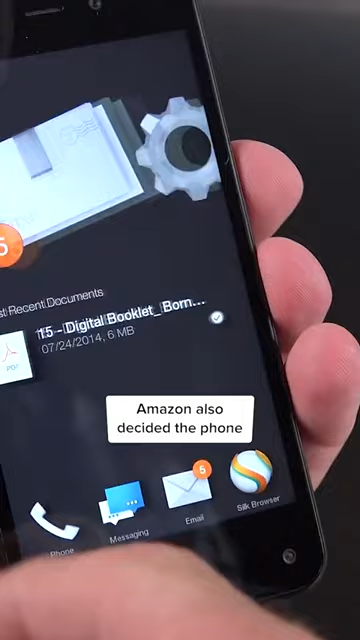 5
st Recent Documents
15 - Digital Booklet_ Born...
07/24/2014, 6 MB
PDF
Amazon also
decided the phone
5
Phone
Messaging
Email
Silk Browser